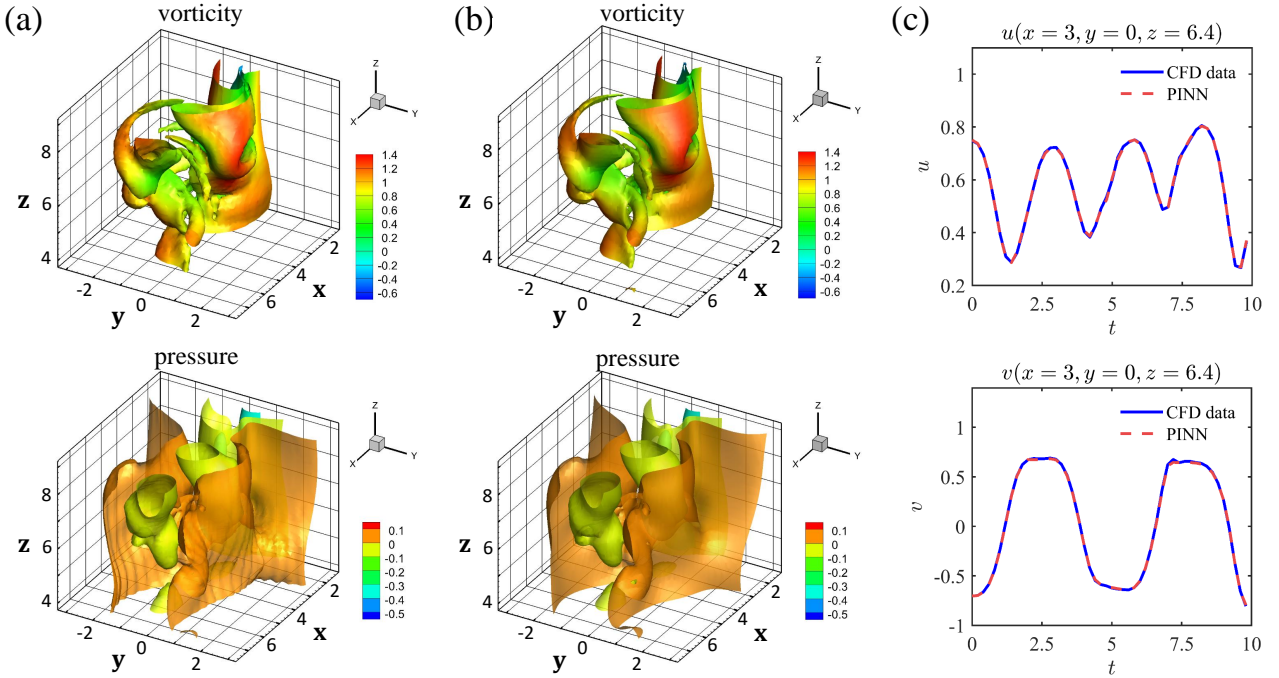 (a)
vorticity
Z
X
Y
8
z
6
4
-2
0
y
2
6
4
x
2
1.4
1.2
1
0.8
0.6
0.4
0.2
0
-0.2
-0.4
-0.6
pressure
Z
X
Y
8
z
6
4
-2
0
y
2
6
4
x
2
0.1
0
-0.1
-0.2
-0.3
-0.4
-0.5
(b)
vorticity
Z
X
Y
8
z
6
4
-2
0
y
2
6
4
x
2
1.4
1.2
1
0.8
0.6
0.4
0.2
0
-0.2
-0.4
-0.6
pressure
Z
X
Y
8
z
6
4
-2
0
y
2
6
4
x
2
0.1
0
-0.1
-0.2
-0.3
-0.4
-0.5
(c)
u(x = 3, y = 0, z = 6.4)
CFD data
PINN
1
0.8
0.6
0.4
0.2
u
0 2.5 5 7.5 10
t
v(x = 3, y = 0, z = 6.4)
CFD data
PINN
1
0.5
0
-0.5
-1
v
0 2.5 5 7.5 10
t